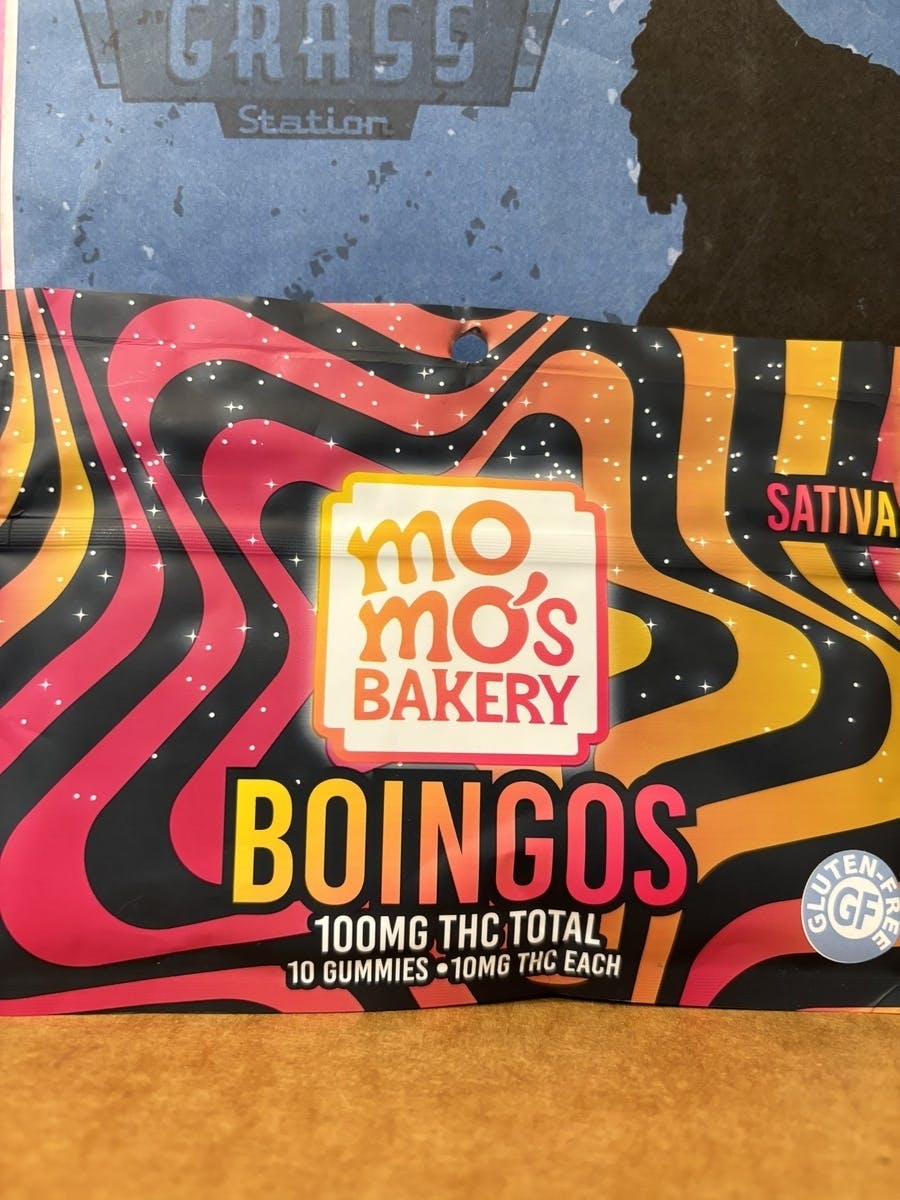 GRASS
Station
SATIVA
mo
mo's
BAKERY
BOINGOS
100MG THC TOTAL
10 GUMMIES • 10MG THC EACH
GLUTEN-FREE
GF